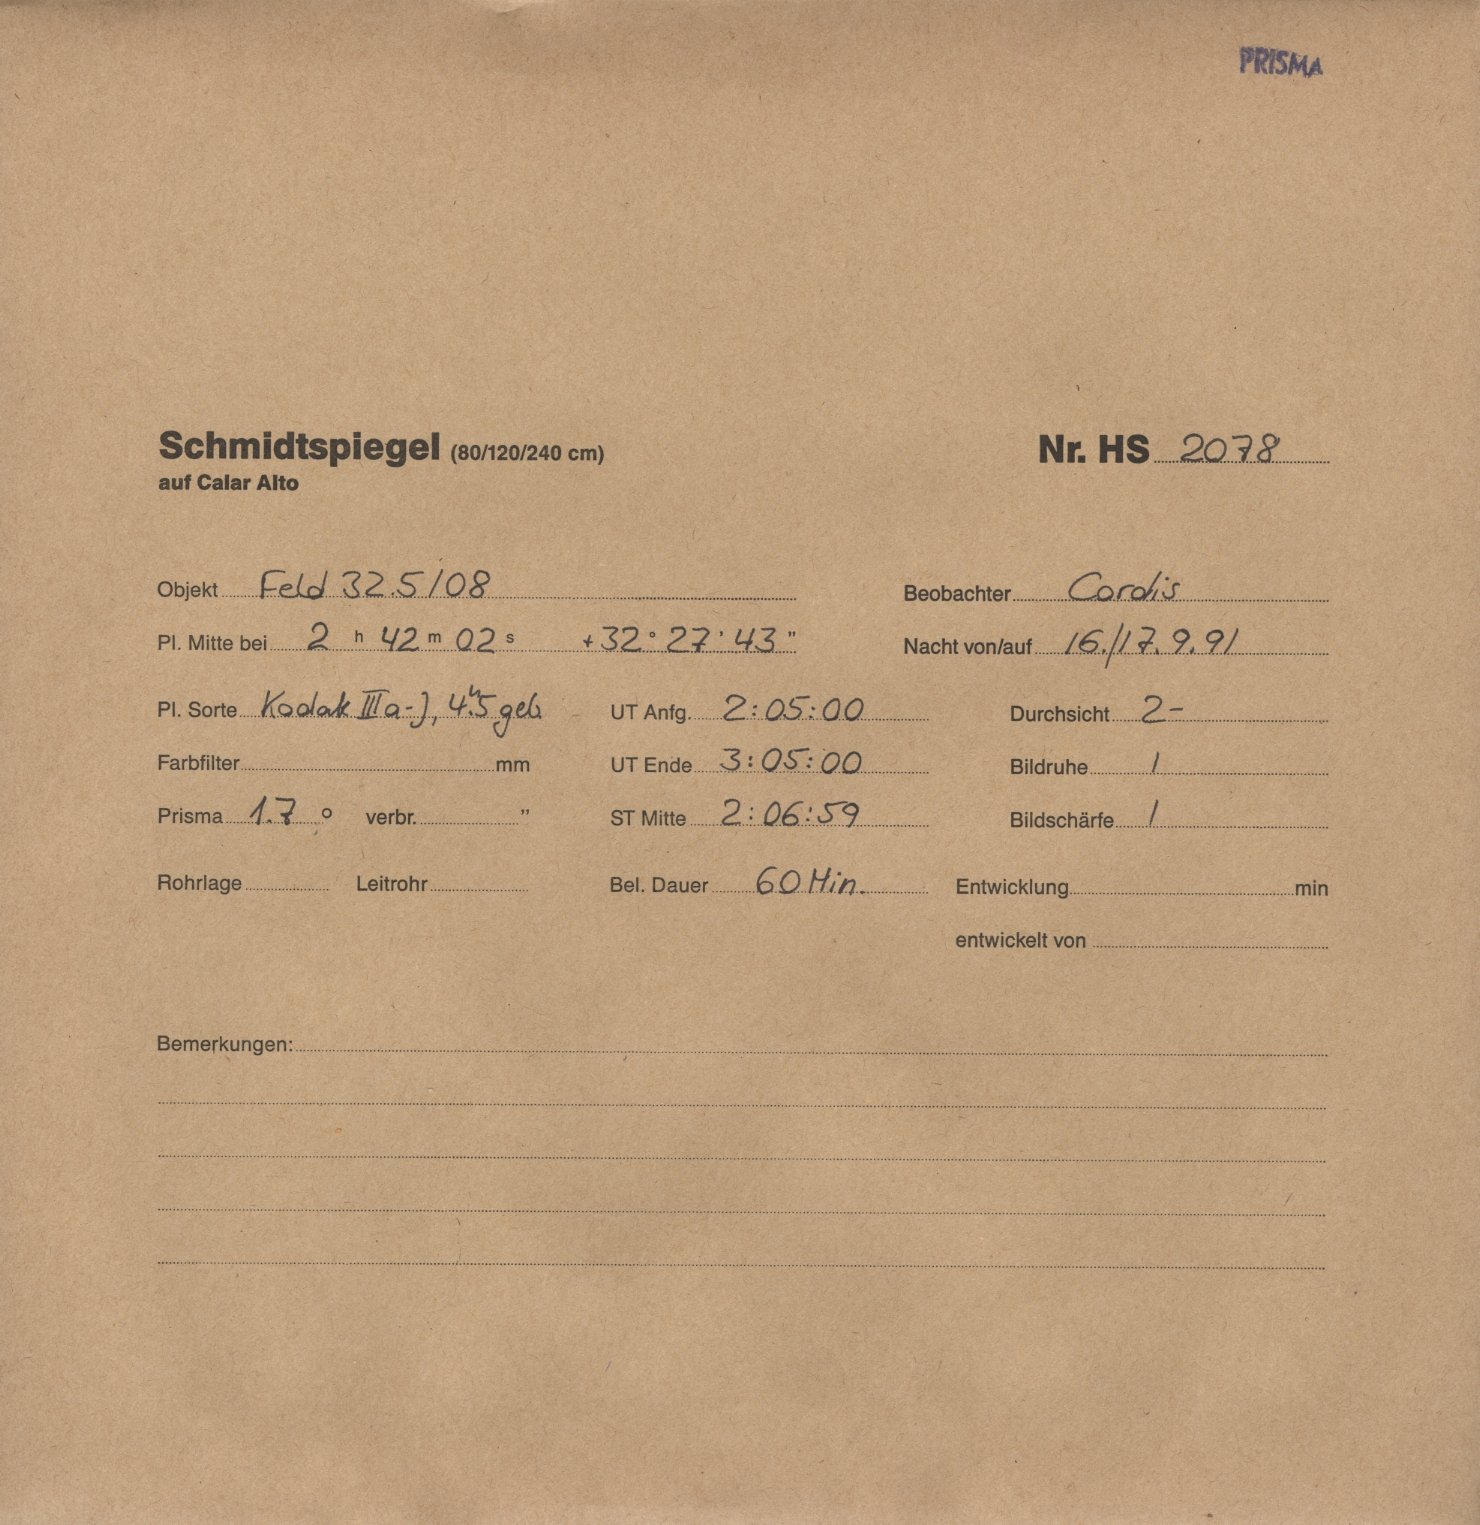 PRISMA
Schmidtspiegel (80/120/240 cm) Nr. HS 2078
auf Calar Alto
Objekt Feld 32.5/08 Beobachter Cordis
Pl. Mitte bei 2 h 42 m 02 s +32° 27' 43" Nacht von/auf 16./17.9.91
Pl. Sorte Kodak IIIa-J, 4.5h geb. UT Anfg. 2:05:00 Durchsicht 2-
Farbfilter mm UT Ende 3:05:00 Bildruhe 1
Prisma 1.7 ° verbr. " ST Mitte 2:06:59 Bildschärfe 1
Rohrlage Leitrohr Bel. Dauer 60 Min. Entwicklung min
entwickelt von
Bemerkungen: